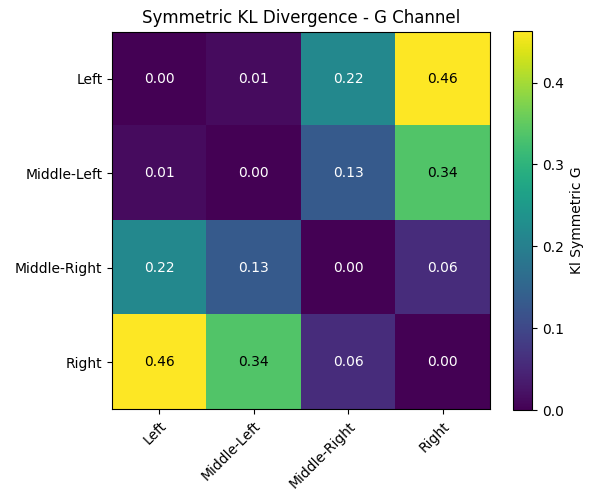 Symmetric KL Divergence - G Channel
Left
0.00 0.01 0.22 0.46
Middle-Left
0.01 0.00 0.13 0.34
Middle-Right
0.22 0.13 0.00 0.06
Right
0.46 0.34 0.06 0.00
Left
Middle-Left
Middle-Right
Right
0.4
0.3
0.2
0.1
0.0
Kl Symmetric G